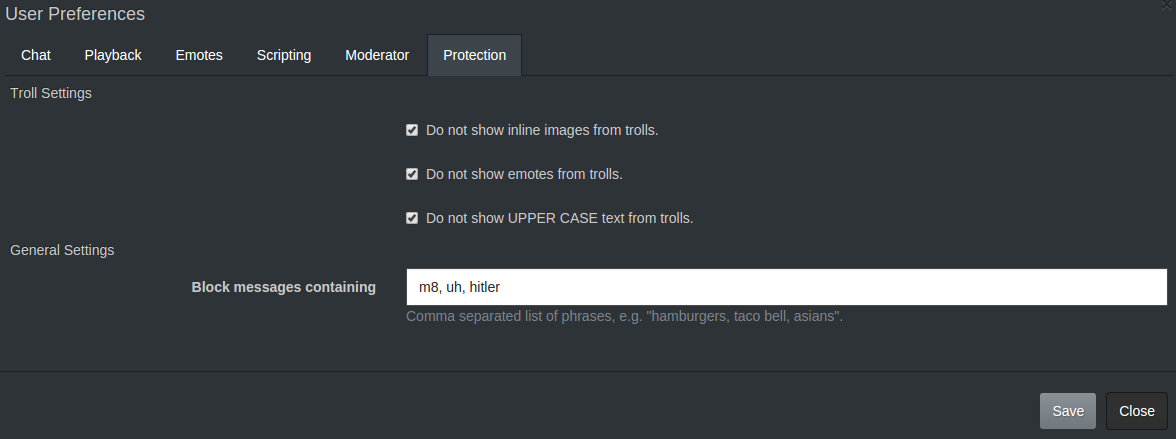 User Preferences
Chat Playback Emotes Scripting Moderator Protection
Troll Settings
Do not show inline images from trolls.
Do not show emotes from trolls.
Do not show UPPER CASE text from trolls.
General Settings
Block messages containing m8, uh, hitler
Comma separated list of phrases, e.g. "hamburgers, taco bell, asians".
Save Close